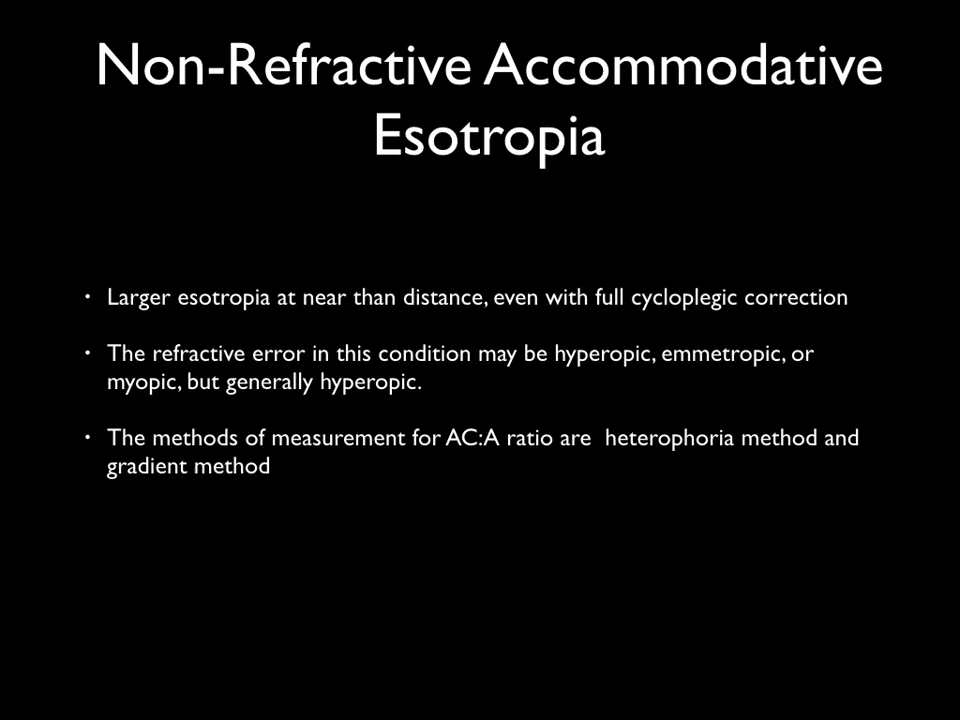 Non-Refractive Accommodative
Esotropia
• Larger esotropia at near than distance, even with full cycloplegic correction
• The refractive error in this condition may be hyperopic, emmetropic, or
myopic, but generally hyperopic.
• The methods of measurement for AC:A ratio are  heterophoria method and
gradient method